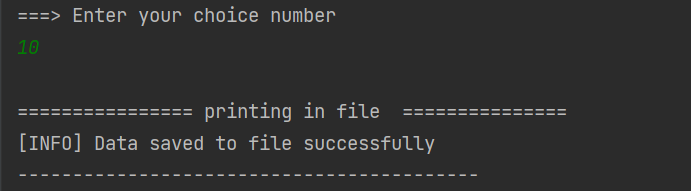 ===> Enter your choice number
10
================ printing in file  ===============
[INFO] Data saved to file successfully
------------------------------------------